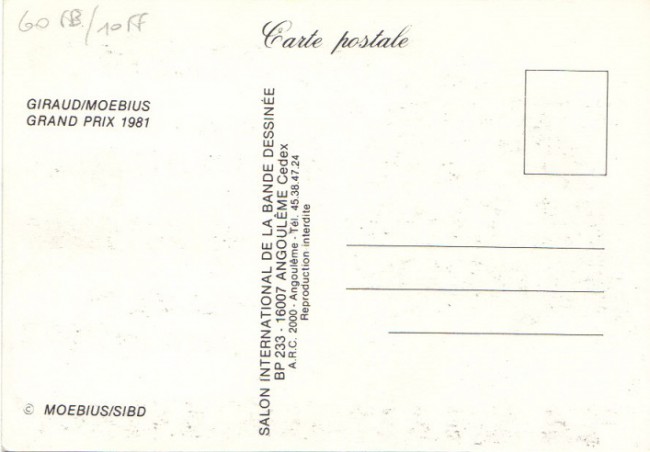 60 FB/10 FF
Carte postale
GIRAUD/MOEBIUS
GRAND PRIX 1981
SALON INTERNATIONAL DE LA BANDE DESSINÉE
BP 233 - 16007 ANGOULÊME Cedex
A.R.C. 2000 - Angoulême - Tél. 45.38.47.24
Reproduction interdite
© MOEBIUS/SIBD